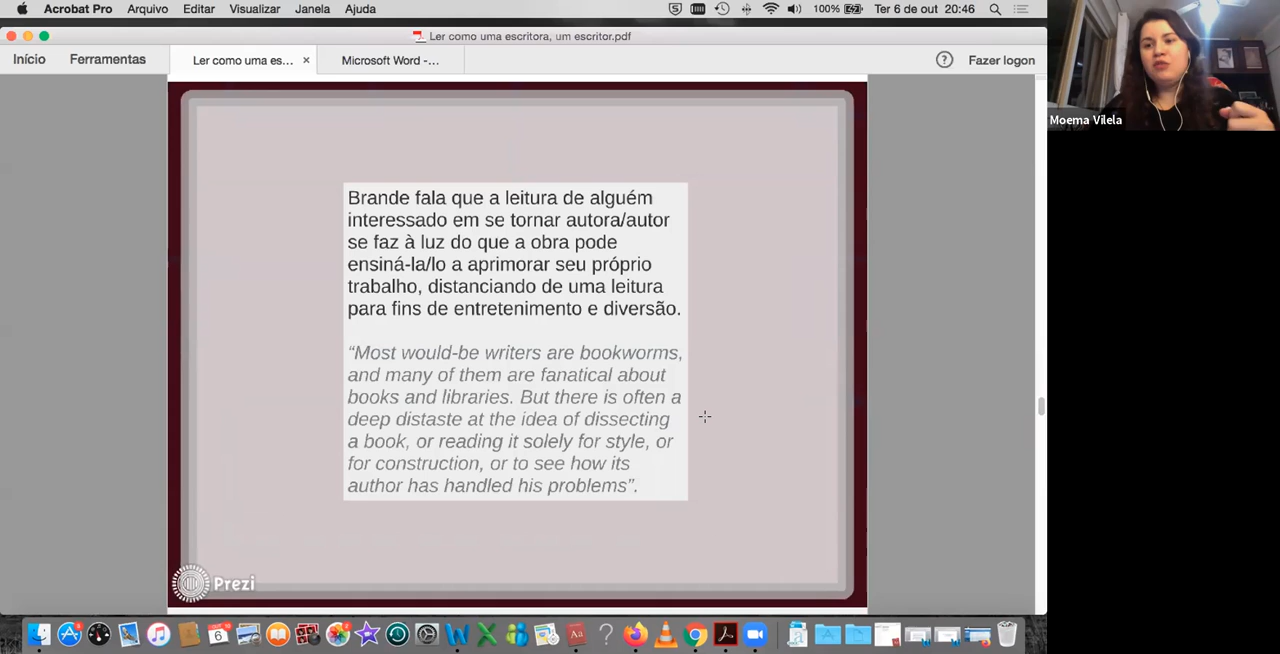 Acrobat Pro Arquivo Editar Visualizar Janela Ajuda 100% Ter 6 de out 20:46
Ler como uma escritora, um escritor.pdf
Início Ferramentas Ler como uma es... × Microsoft Word -... ? Fazer logon
Moema Vilela
Brande fala que a leitura de alguém
interessado em se tornar autora/autor
se faz à luz do que a obra pode
ensiná-la/lo a aprimorar seu próprio
trabalho, distanciando de uma leitura
para fins de entretenimento e diversão.
“Most would-be writers are bookworms,
and many of them are fanatical about
books and libraries. But there is often a
deep distaste at the idea of dissecting
a book, or reading it solely for style, or
for construction, or to see how its
author has handled his problems”.
Prezi